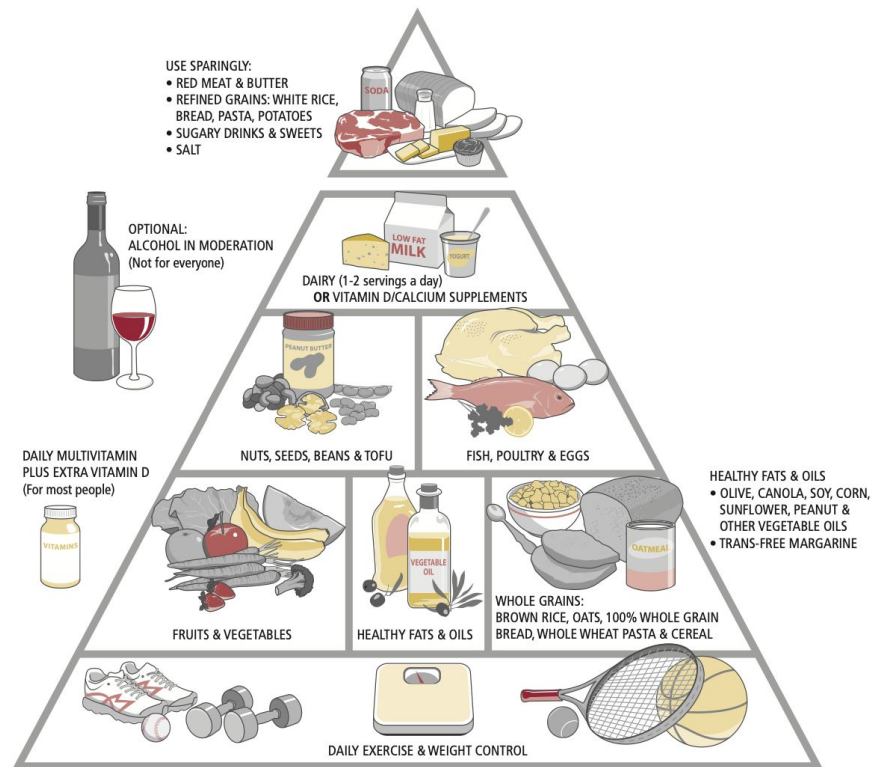 USE SPARINGLY:
• RED MEAT & BUTTER
• REFINED GRAINS: WHITE RICE,
BREAD, PASTA, POTATOES
• SUGARY DRINKS & SWEETS
• SALT
SODA
OPTIONAL:
ALCOHOL IN MODERATION
(Not for everyone)
LOW FAT
MILK
YOGURT
DAIRY (1-2 servings a day)
OR VITAMIN D/CALCIUM SUPPLEMENTS
PEANUT BUTTER
NUTS, SEEDS, BEANS & TOFU
FISH, POULTRY & EGGS
DAILY MULTIVITAMIN
PLUS EXTRA VITAMIN D
(For most people)
VITAMINS
HEALTHY FATS & OILS
• OLIVE, CANOLA, SOY, CORN,
SUNFLOWER, PEANUT &
OTHER VEGETABLE OILS
• TRANS-FREE MARGARINE
FRUITS & VEGETABLES
VEGETABLE
OIL
HEALTHY FATS & OILS
OATMEAL
WHOLE GRAINS:
BROWN RICE, OATS, 100% WHOLE GRAIN
BREAD, WHOLE WHEAT PASTA & CEREAL
DAILY EXERCISE & WEIGHT CONTROL